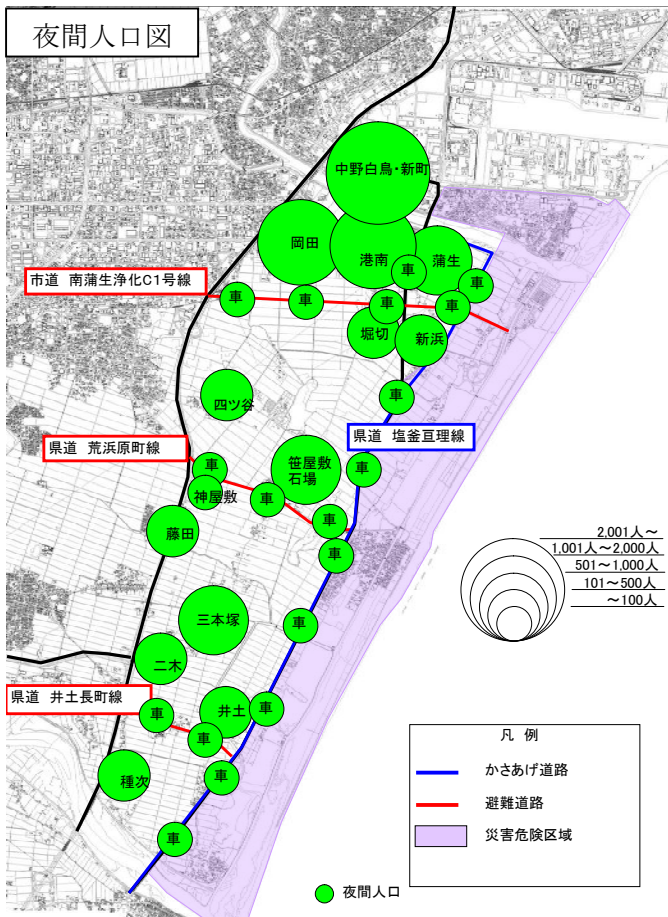 夜間人口図
中野白鳥・新町
岡田
港南
蒲生
車
車
市道 南蒲生浄化C1号線
車
車
車
車
堀切
新浜
車
四ツ谷
県道 塩釜亘理線
県道 荒浜原町線
車
笹屋敷
石場
車
神屋敷
車
車
藤田
車
2,001人～
1,001人～2,000人
501～1,000人
101～500人
～100人
三本塚
車
二木
県道 井土長町線
車
井土
車
車
種次
車
車
凡 例
かさあげ道路
避難道路
災害危険区域
夜間人口